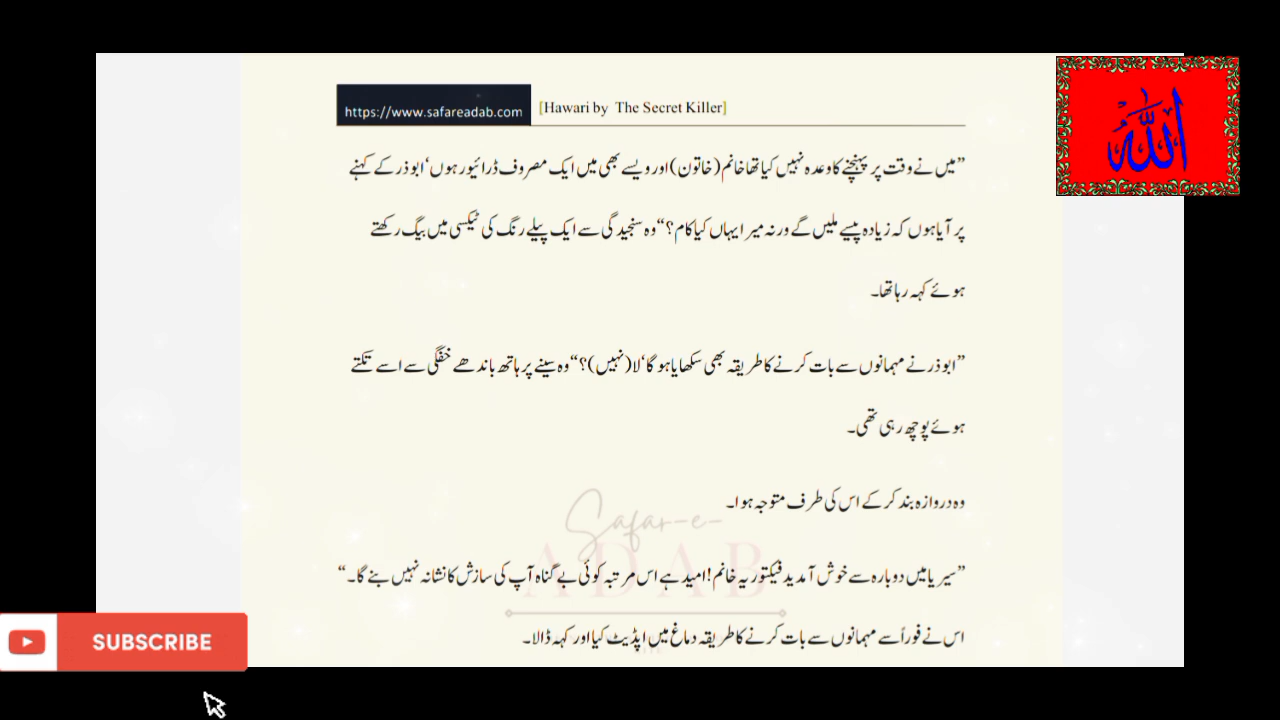 https://www.safareadab.com [Hawari by The Secret Killer]
اللہ
”میں نے وقت پر پہنچنے کا وعدہ نہیں کیا تھا خانم (خاتون) اور ویسے بھی میں ایک مصروف ڈرائیور ہوں‘ ابوذر کے کہنے
پر آیا ہوں کہ زیادہ پیسے ملیں گے ورنہ میرا یہاں کیا کام؟“ وہ سنجیدگی سے ایک پیلے رنگ کی ٹیکسی میں بیگ رکھتے
ہوئے کہہ رہا تھا۔
”ابوذر نے مہمانوں سے بات کرنے کا طریقہ بھی سکھایا ہو گا‘ لا (نہیں)؟“ وہ سینے پر ہاتھ باندھے خفگی سے اسے تکتے
ہوئے پوچھ رہی تھی۔
وہ دروازہ بند کر کے اس کی طرف متوجہ ہوا۔
Safar-e-
ADAB
”سیریا میں دوبارہ سے خوش آمدید فیکتوریہ خانم! امید ہے اس مرتبہ کوئی بے گناہ آپ کی سازش کا نشانہ نہیں بنے گا۔“
اس نے فوراً سے مہمانوں سے بات کرنے کا طریقہ دماغ میں اپڈیٹ کیا اور کہہ ڈالا۔
SUBSCRIBE